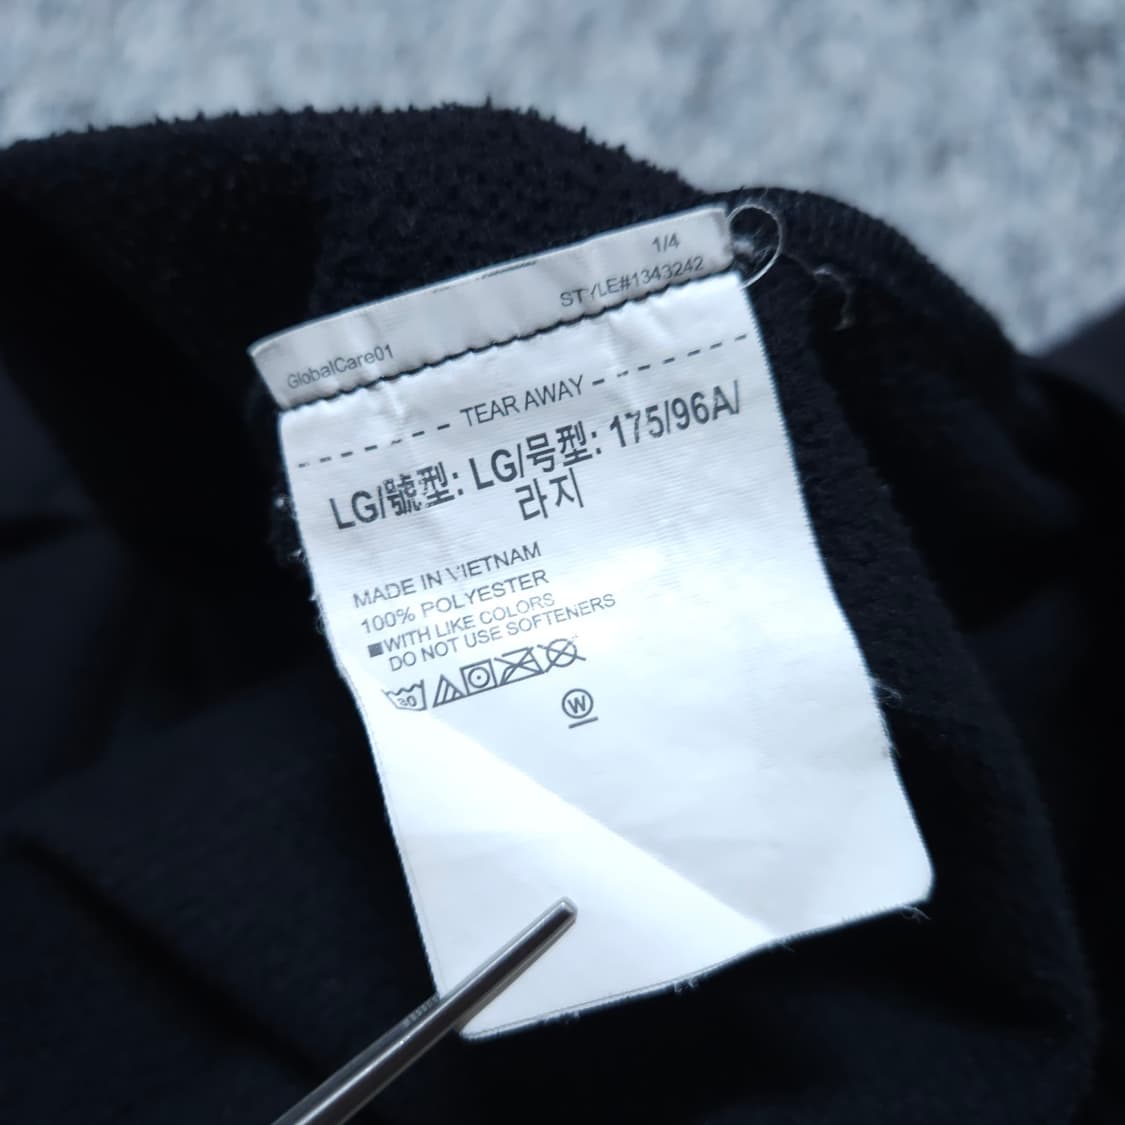 1/4
GlobalCare01 STYLE#1343242
TEAR AWAY
LG/號型: LG/号型: 175/96A/
라지
MADE IN VIETNAM
100% POLYESTER
WITH LIKE COLORS
DO NOT USE SOFTENERS
30
W